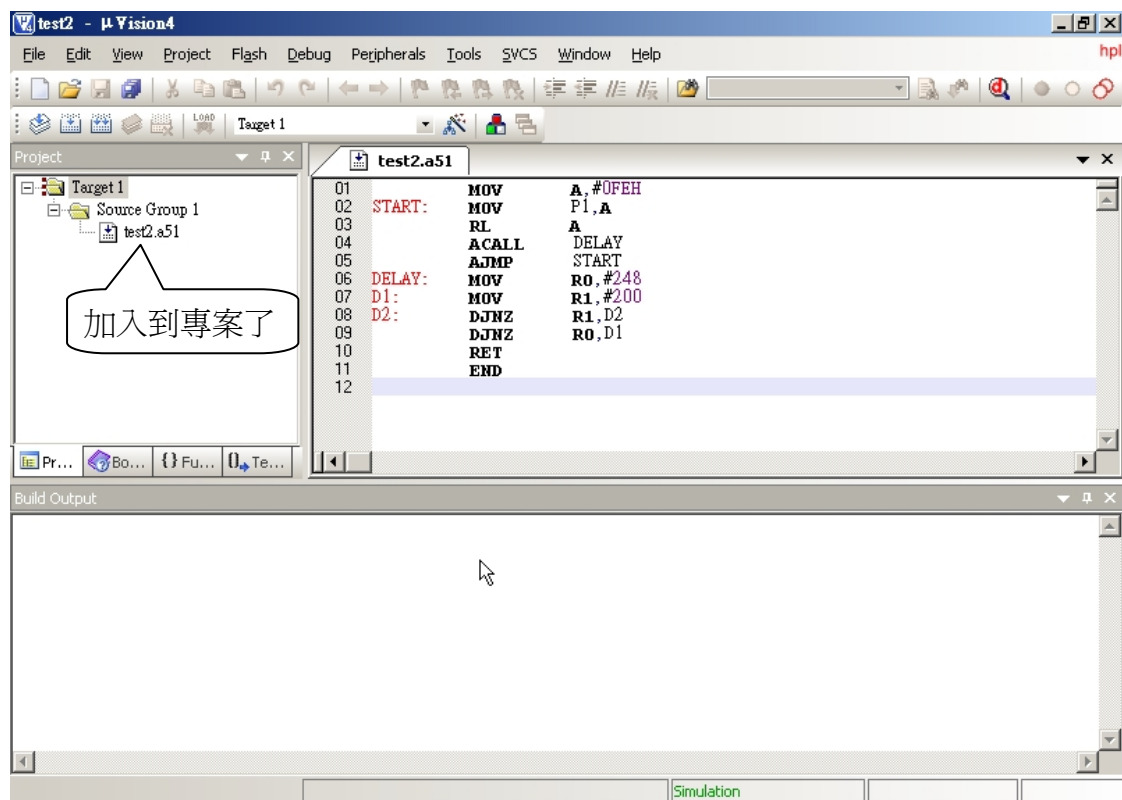 test2 - µVision4
File Edit View Project Flash Debug Peripherals Tools SVCS Window Help
hpl
LOAD
Target 1
Project
test2.a51
Target 1
Source Group 1
test2.a51
加入到專案了
01 MOV A,#0FEH
02 START: MOV P1,A
03 RL A
04 ACALL DELAY
05 AJMP START
06 DELAY: MOV R0,#248
07 D1: MOV R1,#200
08 D2: DJNZ R1,D2
09 DJNZ R0,D1
10 RET
11 END
12
Pr... Bo... {} Fu... 0 Te...
Build Output
Simulation